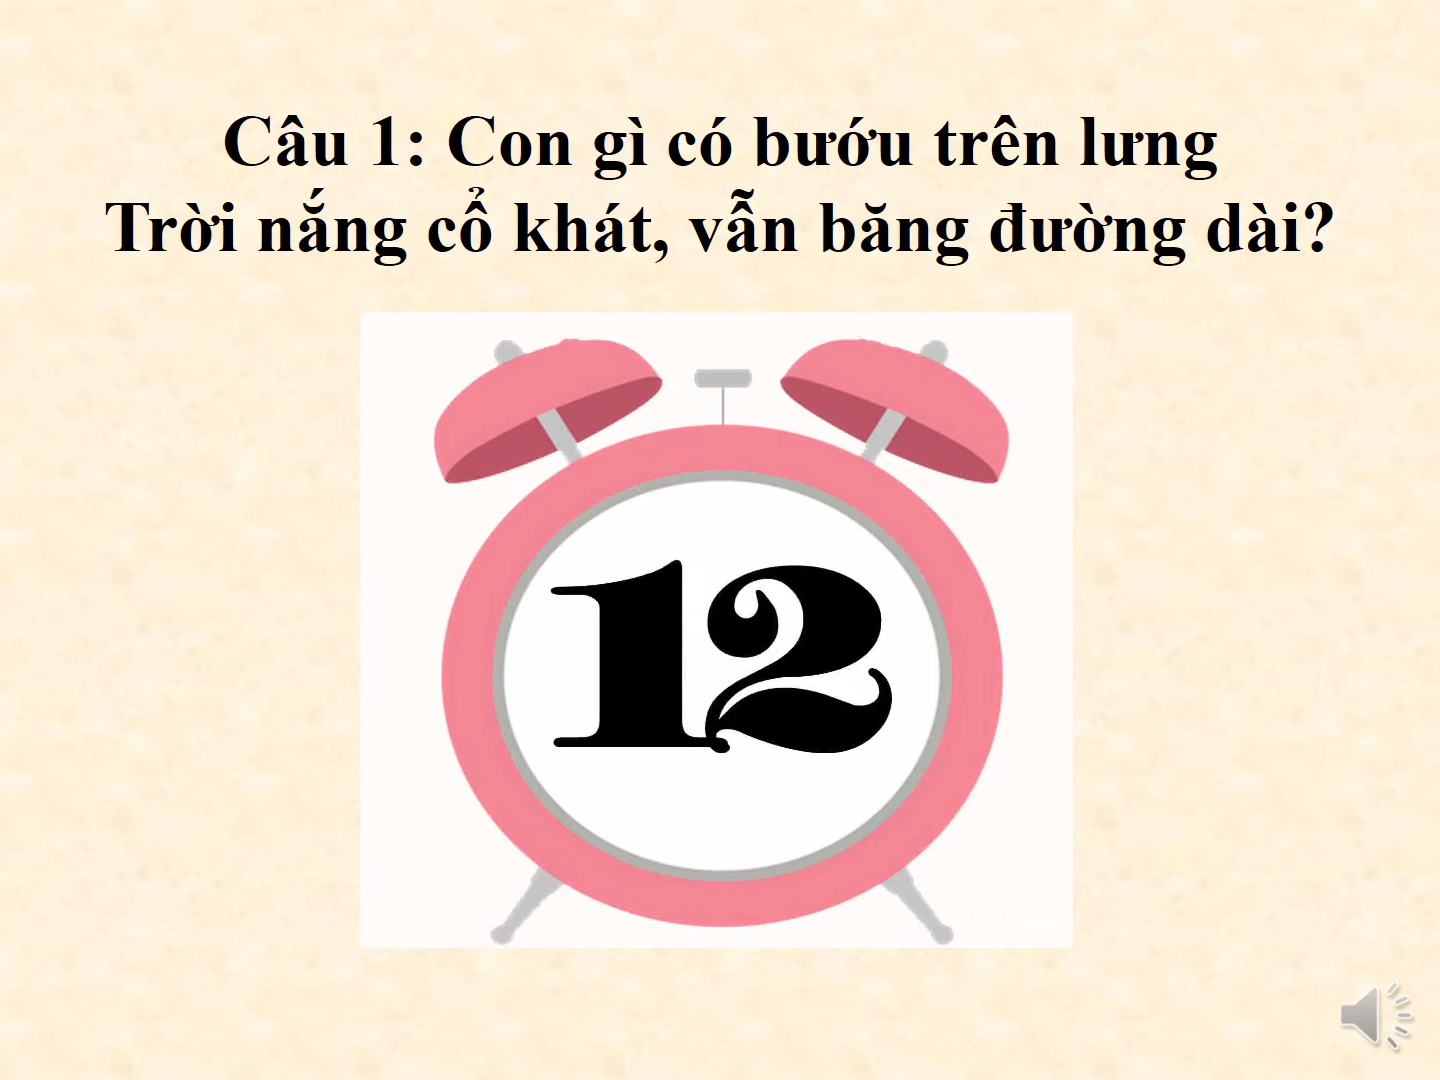 Câu 1: Con gì có bướu trên lưng
Trời nắng cổ khát, vẫn băng đường dài?
12